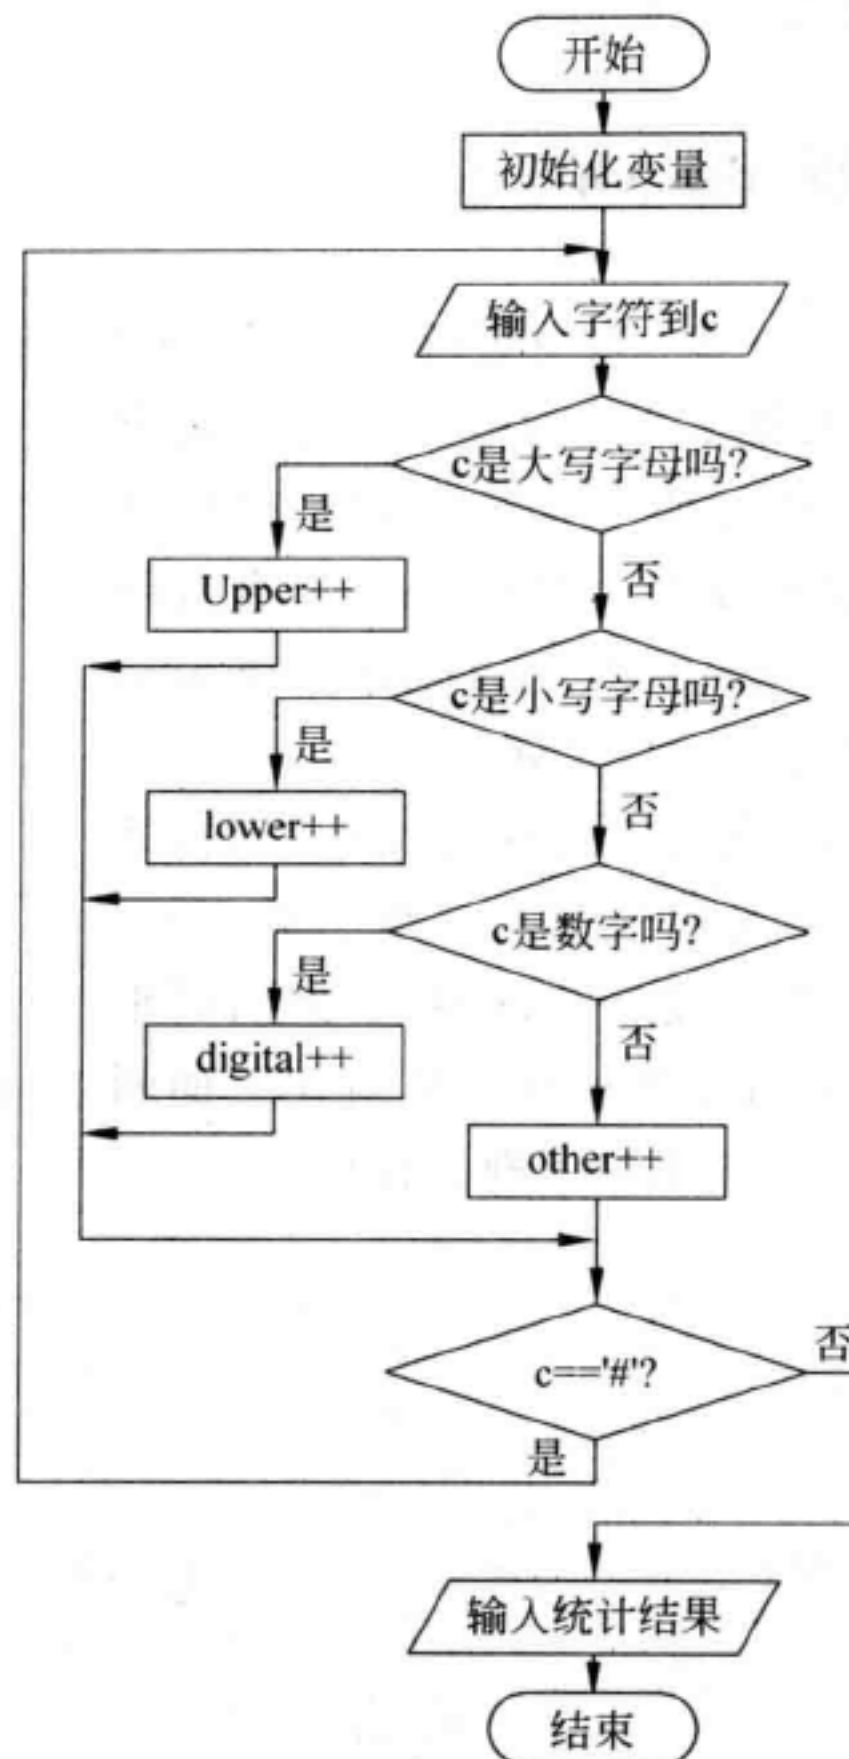 开始
初始化变量
输入字符到c
c是大写字母吗?
是
否
Upper++
c是小写字母吗?
是
否
lower++
c是数字吗?
是
否
digital++
other++
否
c=='#'?
是
输入统计结果
结束